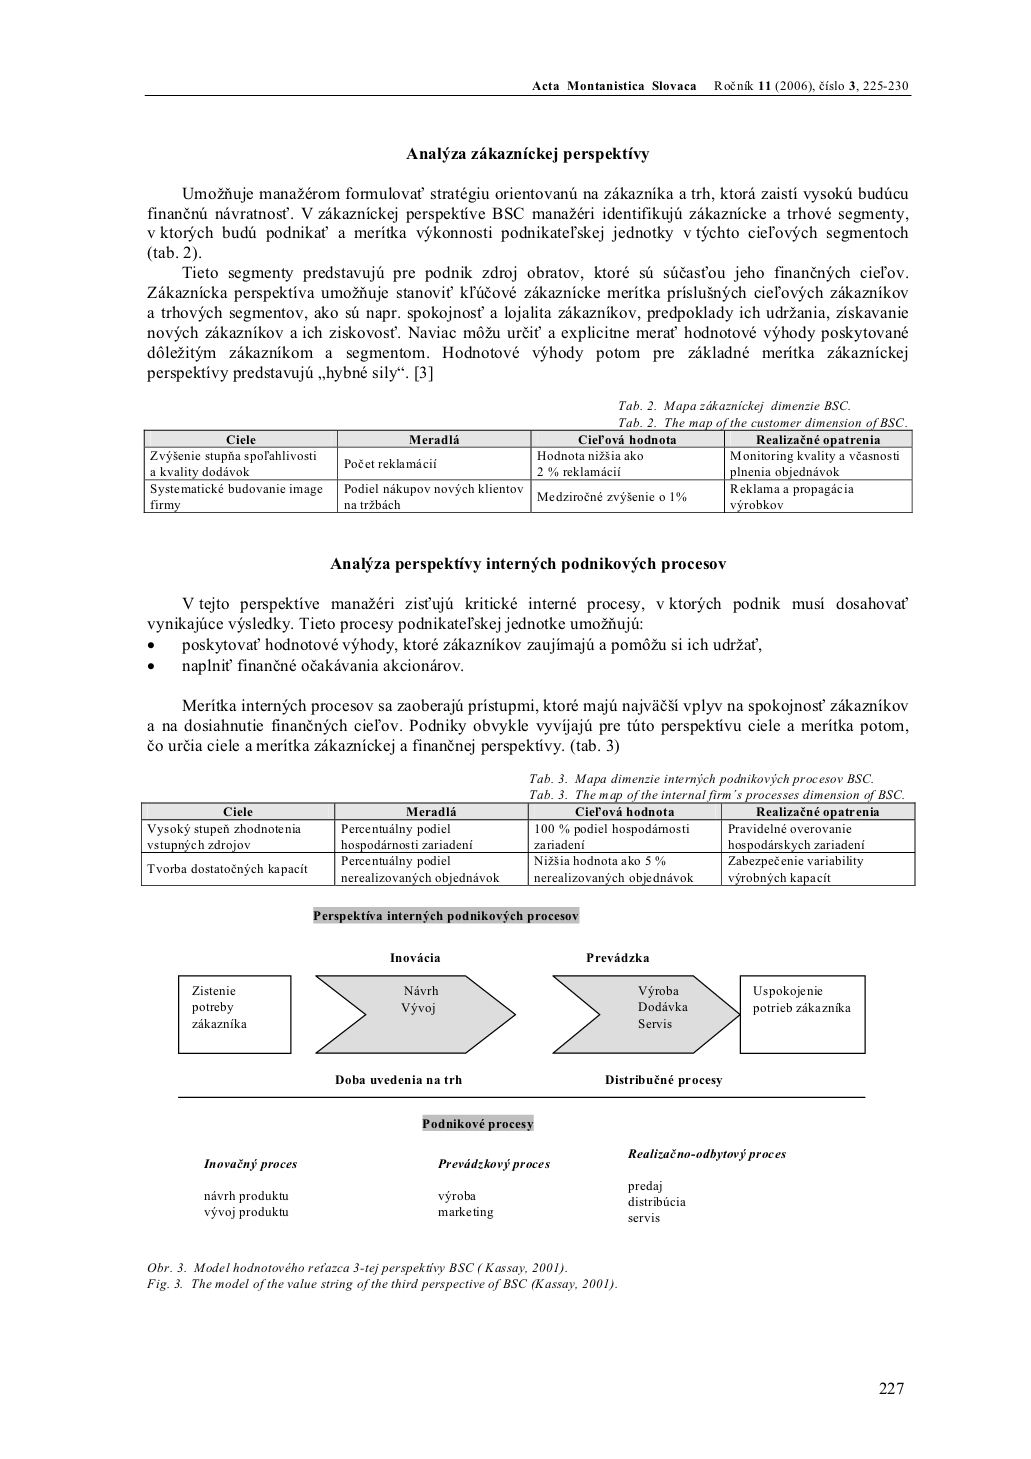 Acta Montanistica Slovaca Ročník 11 (2006), číslo 3, 225-230
Analýza zákazníckej perspektívy
Umožňuje manažérom formulovať stratégiu orientovanú na zákazníka a trh, ktorá zaistí vysokú budúcu
finančnú návratnosť. V zákazníckej perspektíve BSC manažéri identifikujú zákaznícke a trhové segmenty,
v ktorých budú podnikať a merítka výkonnosti podnikateľskej jednotky v týchto cieľových segmentoch
(tab. 2).
Tieto segmenty predstavujú pre podnik zdroj obratov, ktoré sú súčasťou jeho finančných cieľov.
Zákaznícka perspektíva umožňuje stanoviť kľúčové zákaznícke merítka príslušných cieľových zákazníkov
a trhových segmentov, ako sú napr. spokojnosť a lojalita zákazníkov, predpoklady ich udržania, získavanie
nových zákazníkov a ich ziskovosť. Naviac môžu určiť a explicitne merať hodnotové výhody poskytované
dôležitým zákazníkom a segmentom. Hodnotové výhody potom pre základné merítka zákazníckej
perspektívy predstavujú „hybné sily“. [3]
Tab. 2. Mapa zákazníckej dimenzie BSC.
Tab. 2. The map of the customer dimension of BSC.
Ciele Meradlá Cieľová hodnota Realizačné opatrenia
Zvýšenie stupňa spoľahlivosti
a kvality dodávok
Počet reklamácií
Hodnota nižšia ako
2 % reklamácií
Monitoring kvality a včasnosti
plnenia objednávok
Systematické budovanie image
firmy
Podiel nákupov nových klientov
na tržbách
Medziročné zvýšenie o 1%
Reklama a propagácia
výrobkov
Analýza perspektívy interných podnikových procesov
V tejto perspektíve manažéri zisťujú kritické interné procesy, v ktorých podnik musí dosahovať
vynikajúce výsledky. Tieto procesy podnikateľskej jednotke umožňujú:
• poskytovať hodnotové výhody, ktoré zákazníkov zaujímajú a pomôžu si ich udržať,
• naplniť finančné očakávania akcionárov.
Merítka interných procesov sa zaoberajú prístupmi, ktoré majú najväčší vplyv na spokojnosť zákazníkov
a na dosiahnutie finančných cieľov. Podniky obvykle vyvíjajú pre túto perspektívu ciele a merítka potom,
čo určia ciele a merítka zákazníckej a finančnej perspektívy. (tab. 3)
Tab. 3. Mapa dimenzie interných podnikových procesov BSC.
Tab. 3. The map of the internal firm´s processes dimension of BSC.
Ciele Meradlá Cieľová hodnota Realizačné opatrenia
Vysoký stupeň zhodnotenia
vstupných zdrojov
Percentuálny podiel
hospodárnosti zariadení
100 % podiel hospodárnosti
zariadení
Pravidelné overovanie
hospodárskych zariadení
Tvorba dostatočných kapacít
Percentuálny podiel
nerealizovaných objednávok
Nižšia hodnota ako 5 %
nerealizovaných objednávok
Zabezpečenie variability
výrobných kapacít
Perspektíva interných podnikových procesov
Inovácia Prevádzka
Zistenie
potreby
zákazníka
Návrh
Vývoj
Výroba
Dodávka
Servis
Uspokojenie
potrieb zákazníka
Doba uvedenia na trh Distribučné procesy
Podnikové procesy
Inovačný proces
návrh produktu
vývoj produktu
Prevádzkový proces
výroba
marketing
Realizačno-odbytový proces
predaj
distribúcia
servis
Obr. 3. Model hodnotového reťazca 3-tej perspektívy BSC ( Kassay, 2001).
Fig. 3. The model of the value string of the third perspective of BSC (Kassay, 2001).
227